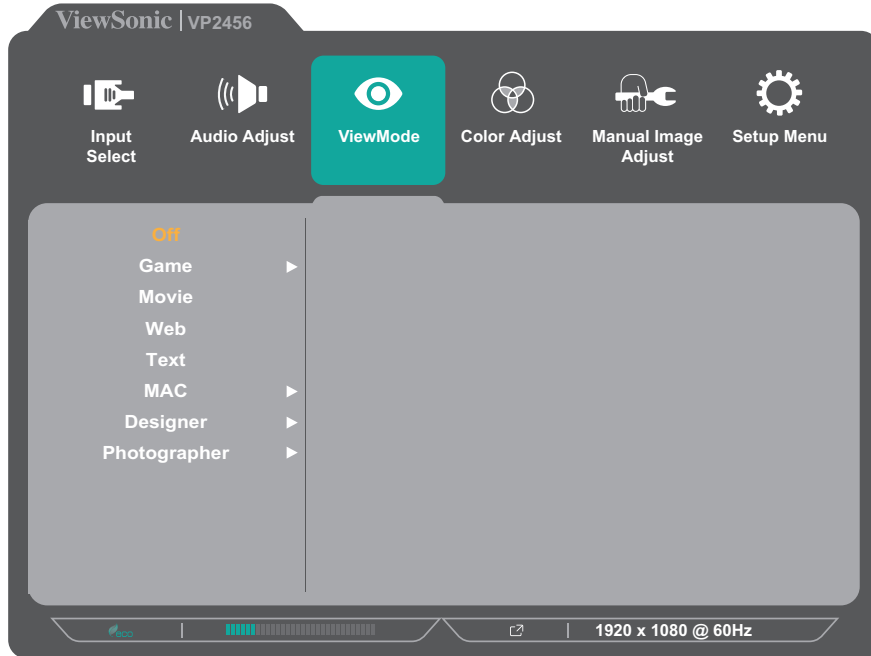 ViewSonic | VP2456
Input
Select
Audio Adjust
ViewMode
Color Adjust
Manual Image
Adjust
Setup Menu
Off
Game
Movie
Web
Text
MAC
Designer
Photographer
eco
1920 x 1080 @ 60Hz